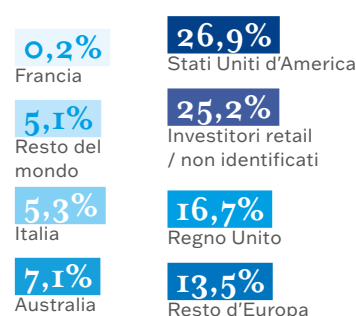 0,2%
Francia
5,1%
Resto del
mondo
5,3%
Italia
7,1%
Australia
26,9%
Stati Uniti d'America
25,2%
Investitori retail
/ non identificati
16,7%
Regno Unito
13,5%
Resto d'Europa